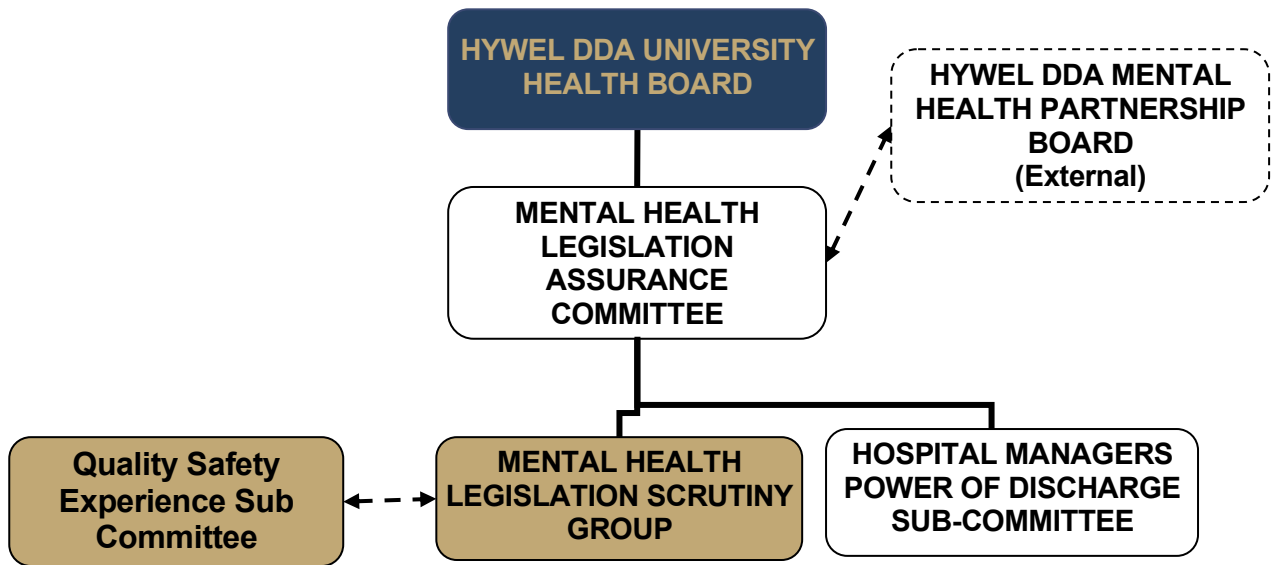 HYWEL DDA UNIVERSITY
HEALTH BOARD
HYWEL DDA MENTAL
HEALTH PARTNERSHIP
BOARD
(External)
MENTAL HEALTH
LEGISLATION
ASSURANCE
COMMITTEE
Quality Safety
Experience Sub
Committee
MENTAL HEALTH
LEGISLATION SCRUTINY
GROUP
HOSPITAL MANAGERS
POWER OF DISCHARGE
SUB-COMMITTEE